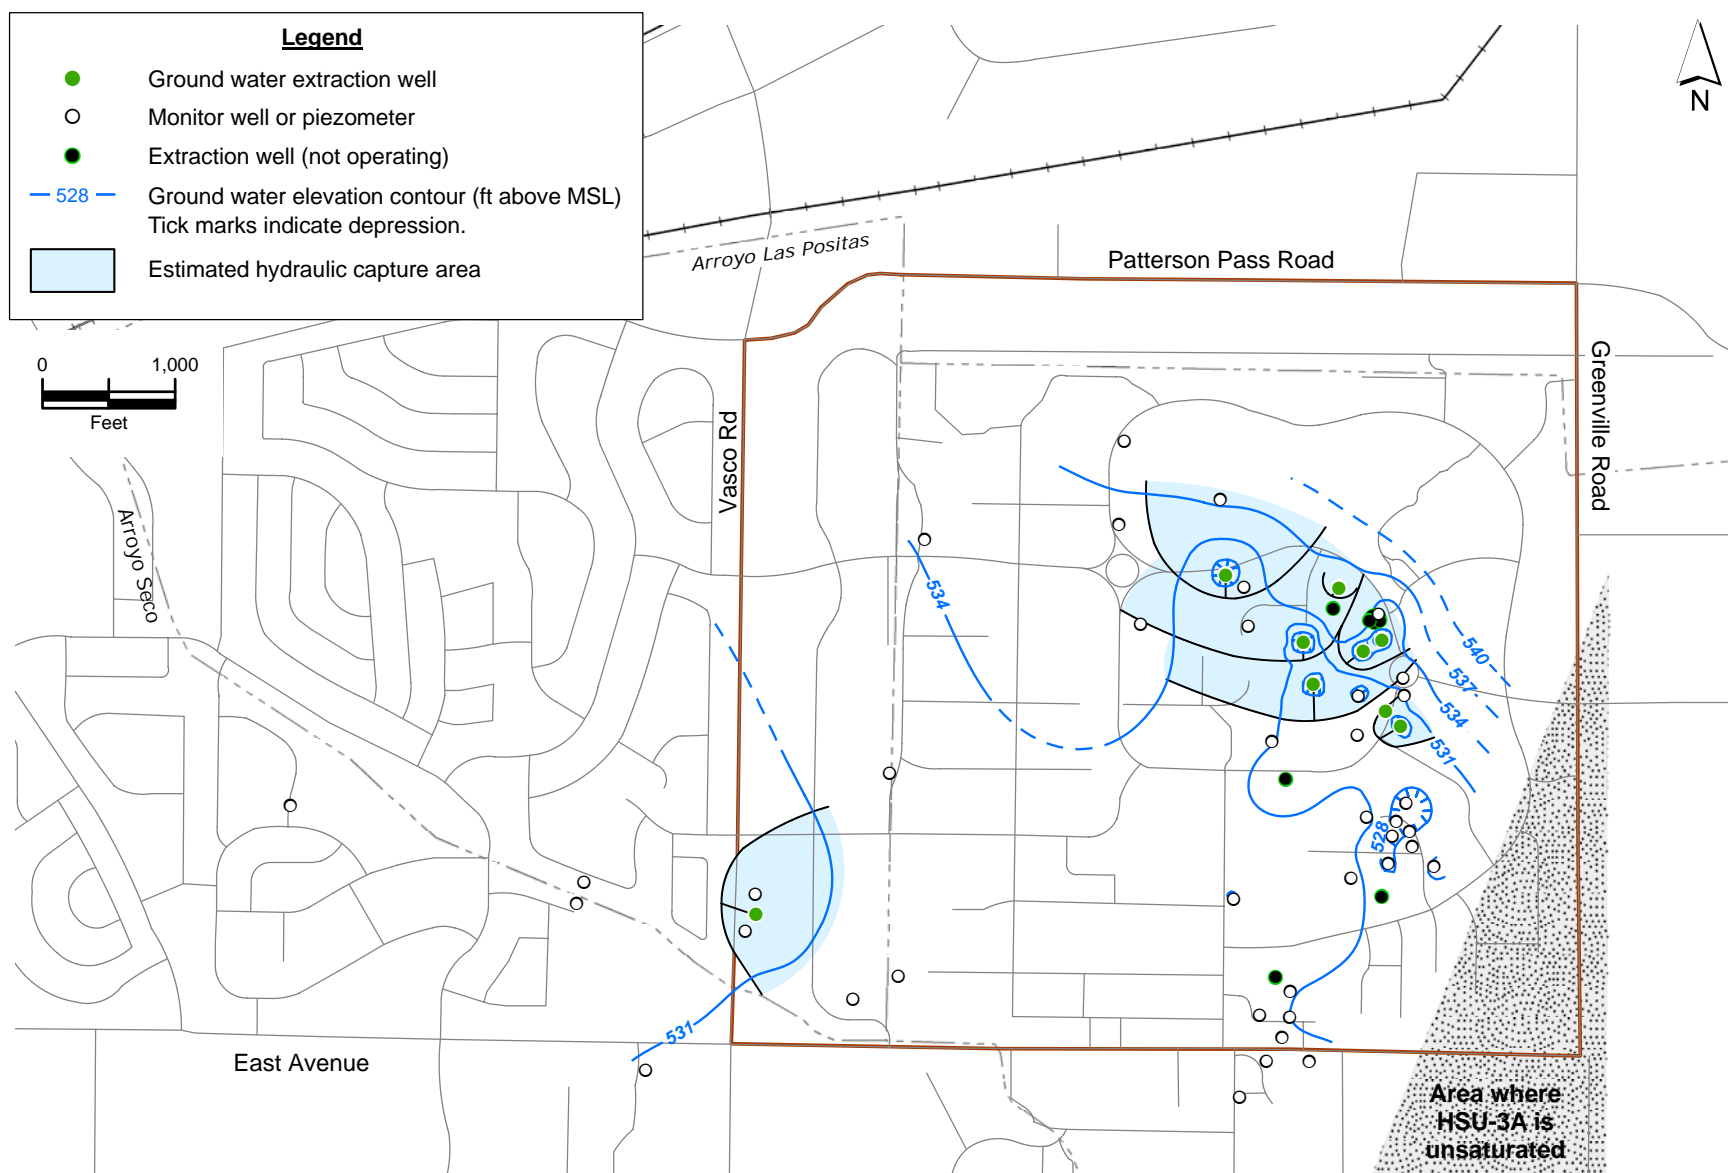 Legend
Ground water extraction well
Monitor well or piezometer
Extraction well (not operating)
528
Ground water elevation contour (ft above MSL)
Tick marks indicate depression.
Estimated hydraulic capture area
N
0
1,000
Feet
Arroyo Las Positas
Patterson Pass Road
Greenville Road
Vasco Rd
Arroyo Seco
534
540
537
534
531
528
531
East Avenue
Area where
HSU-3A is
unsaturated